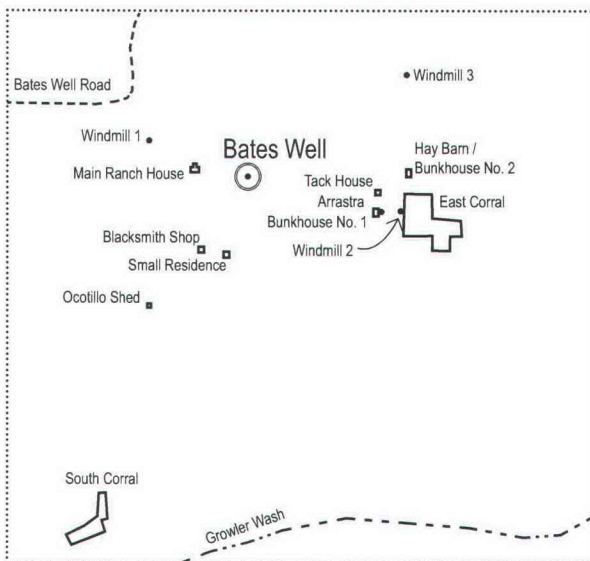 Bates Well Road
Windmill 3
Windmill 1
Bates Well
Hay Barn /
Bunkhouse No. 2
Main Ranch House
Tack House
Arrastra
East Corral
Bunkhouse No. 1
Blacksmith Shop
Windmill 2
Small Residence
Ocotillo Shed
South Corral
Growler Wash